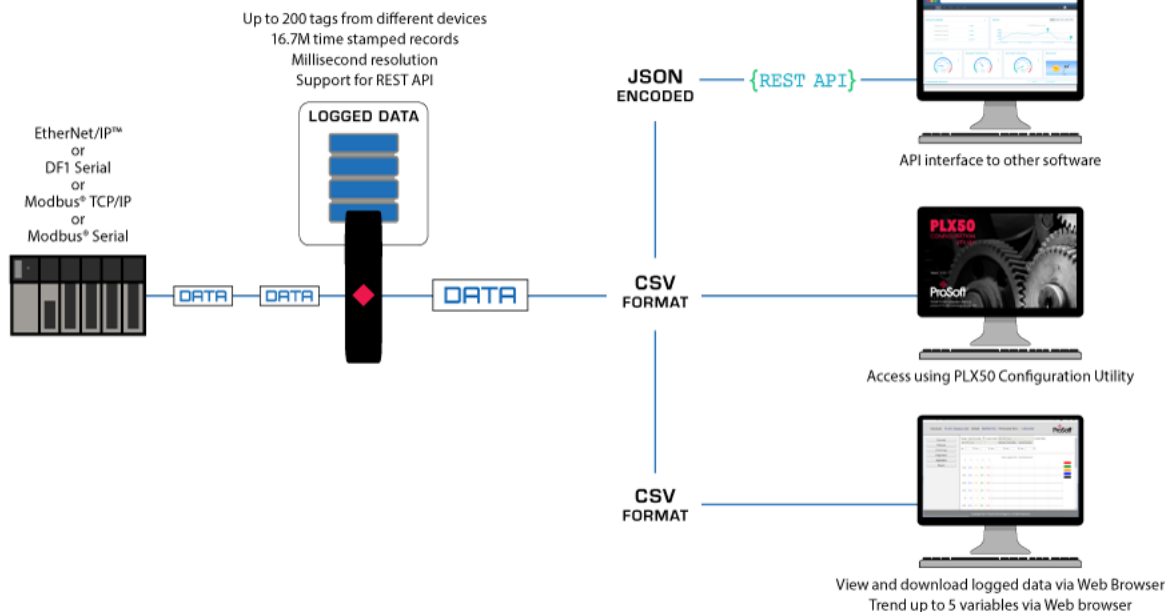 Up to 200 tags from different devices
16.7M time stamped records
Millisecond resolution
Support for REST API
LOGGED DATA
EtherNet/IP™
or
DF1 Serial
or
Modbus® TCP/IP
or
Modbus® Serial
DATA
DATA
DATA
JSON
ENCODED
{REST API}
API interface to other software
CSV
FORMAT
PLX50
CONFIGURATION
UTILITY
ProSoft
Access using PLX50 Configuration Utility
CSV
FORMAT
ProSoft
View and download logged data via Web Browser
Trend up to 5 variables via Web browser